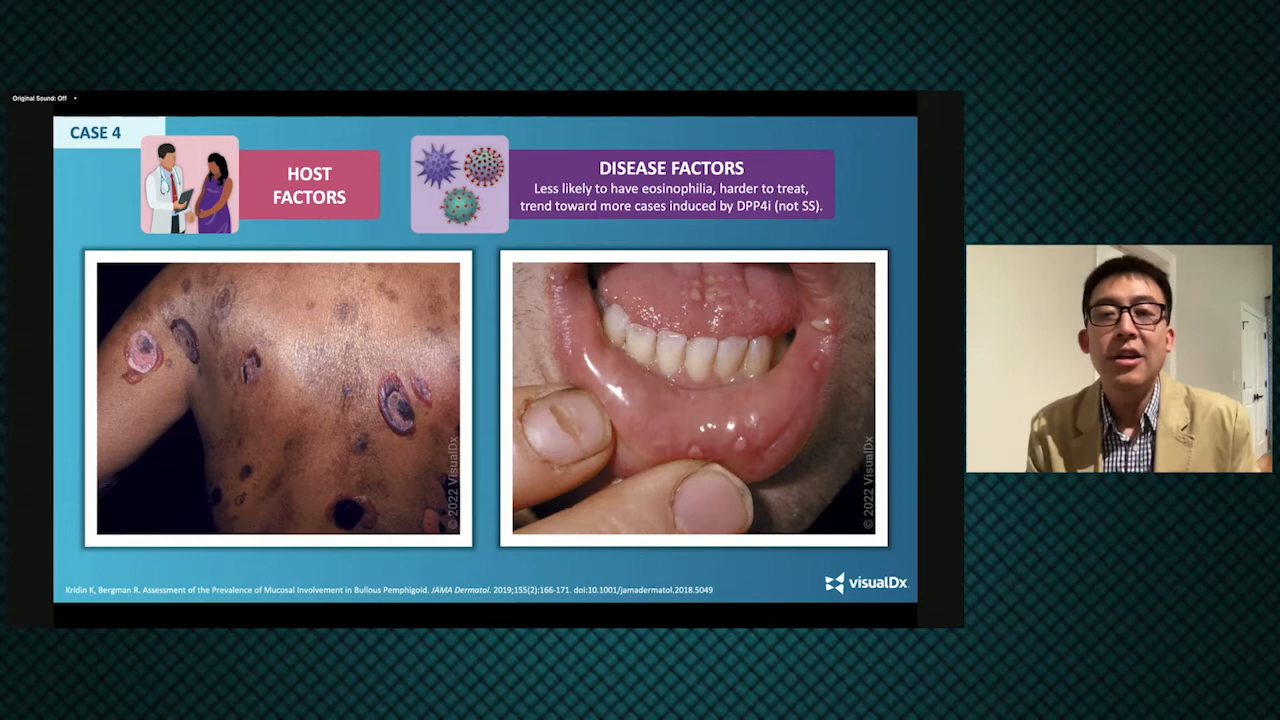 Original Sound: Off
CASE 4
HOST
FACTORS
DISEASE FACTORS
Less likely to have eosinophilia, harder to treat,
trend toward more cases induced by DPP4i (not SS).
© 2022 VisualDx
© 2022 VisualDx
Kridin K, Bergman R. Assessment of the Prevalence of Mucosal Involvement in Bullous Pemphigoid. JAMA Dermatol. 2019;155(2):166-171. doi:10.1001/jamadermatol.2018.5049
visualDx